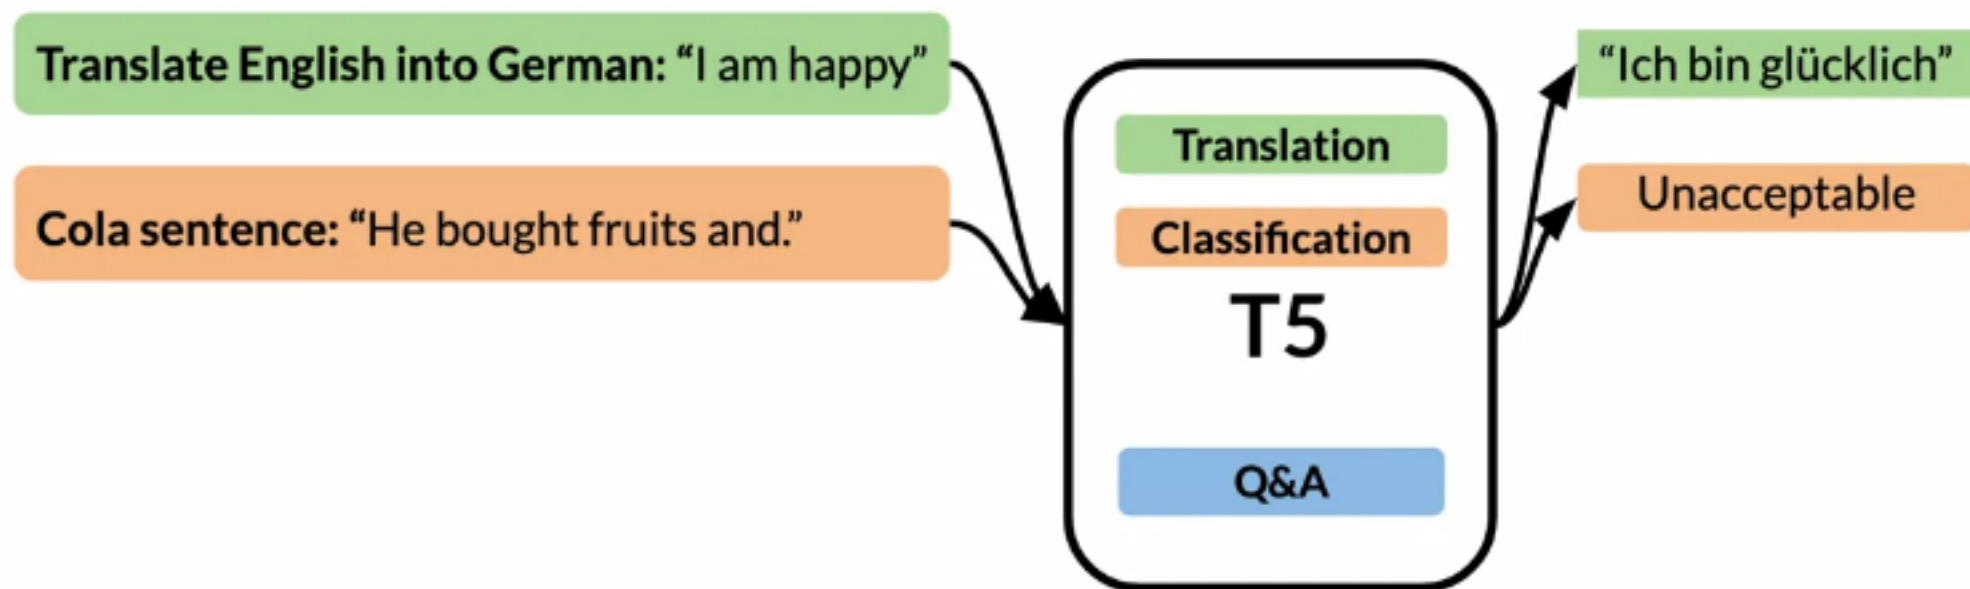 Translate English into German: “I am happy”
Cola sentence: “He bought fruits and.”
Translation
Classification
T5
Q&A
“Ich bin glücklich”
Unacceptable